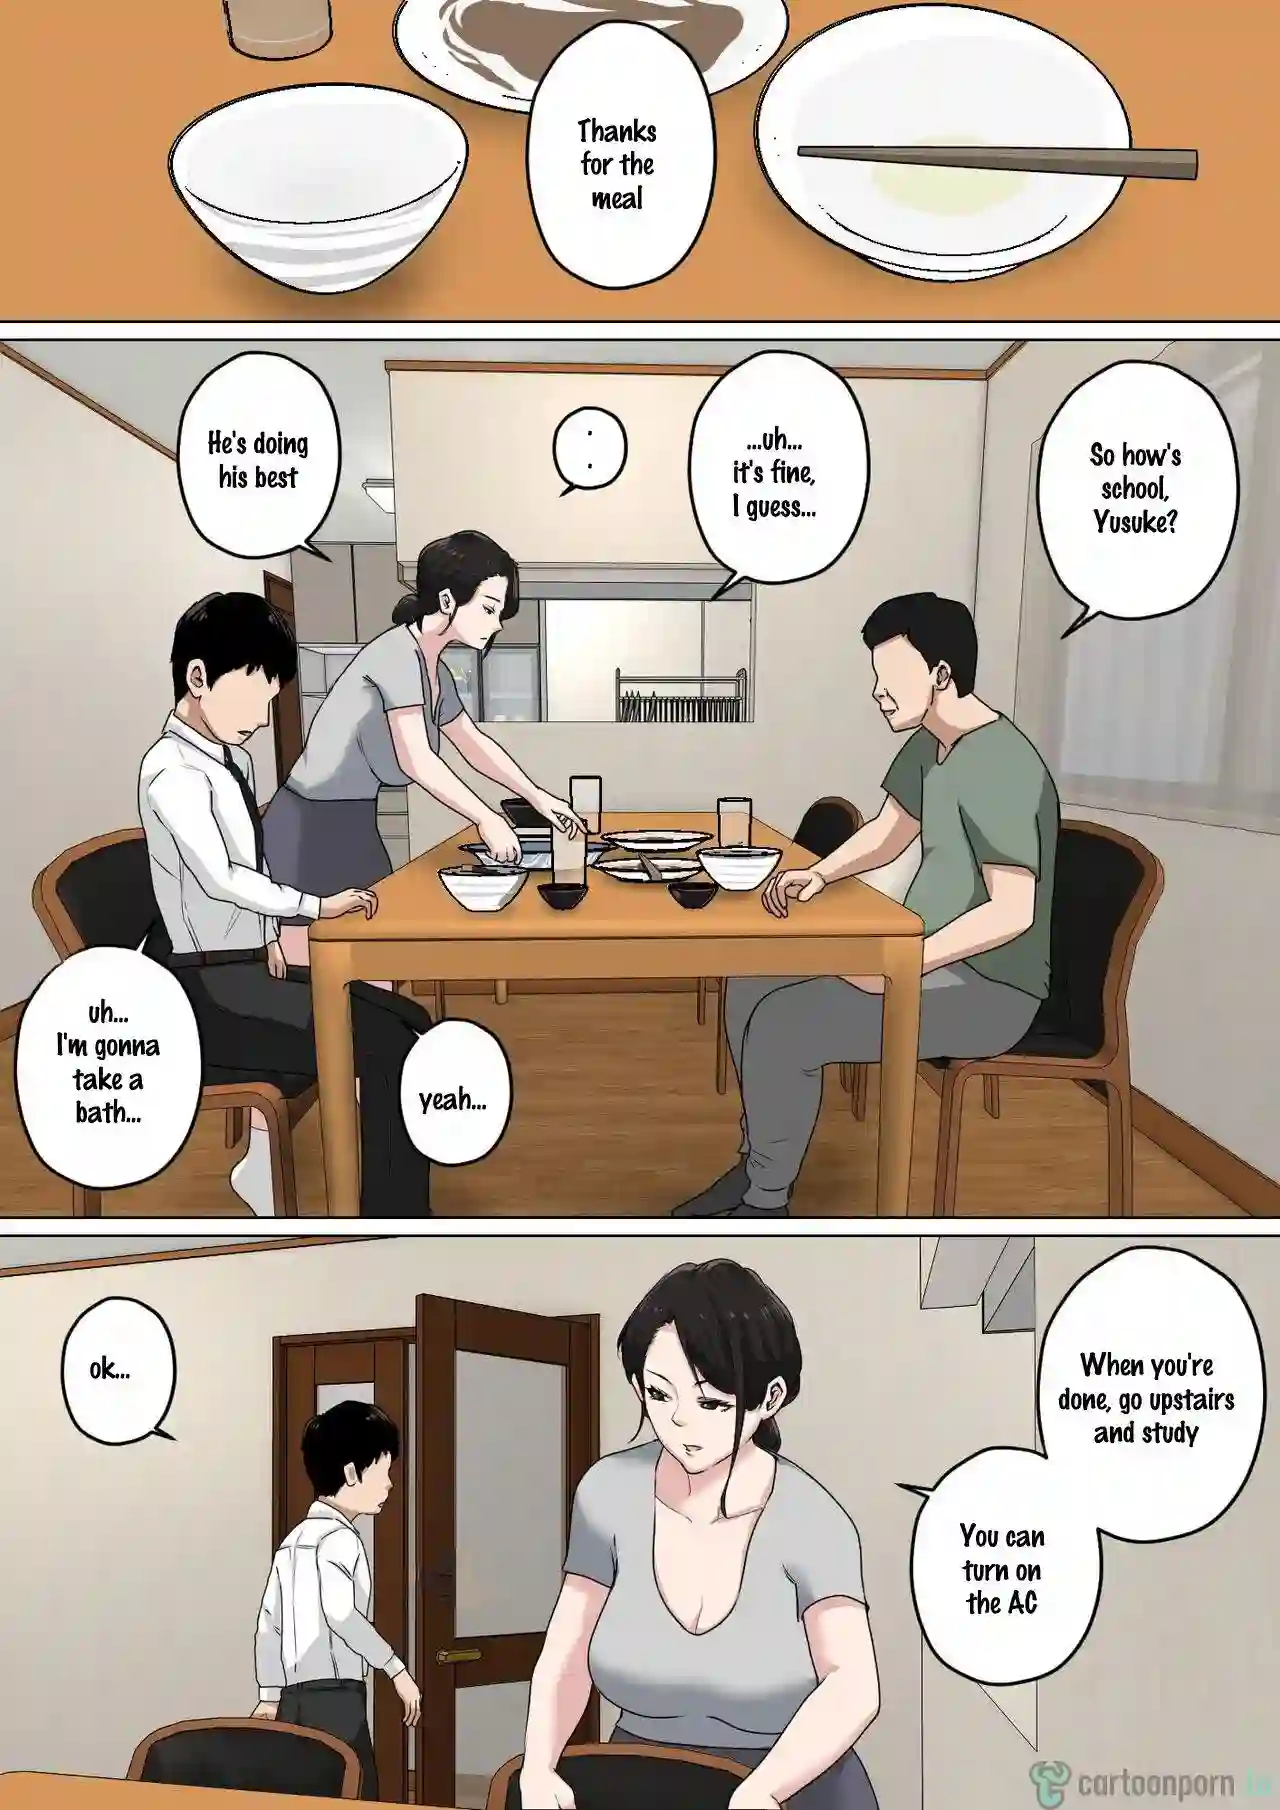 Thanks
for the
meal
So how's
school,
Yusuke?
...uh...
it's fine,
I guess...
. .
He's doing
his best
yeah...
uh...
I'm gonna
take a
bath...
When you're
done, go upstairs
and study
You can
turn on
the AC
ok...
cartoonporn.to